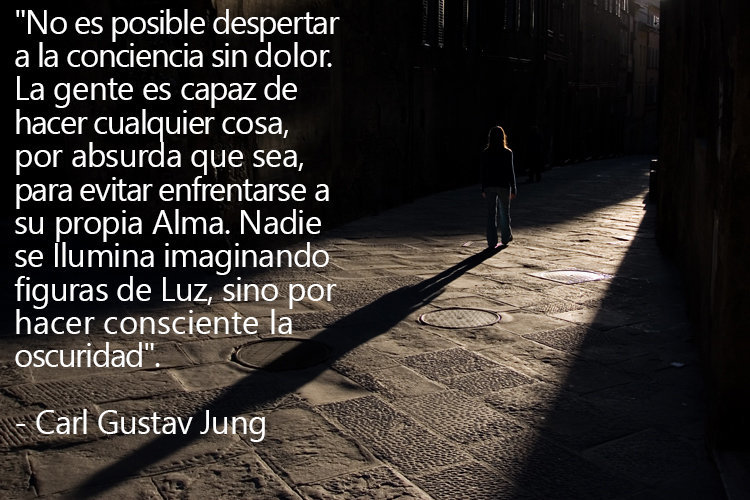 "No es posible despertar
a la conciencia sin dolor.
La gente es capaz de
hacer cualquier cosa,
por absurda que sea,
para evitar enfrentarse a
su propia Alma. Nadie
se Ilumina imaginando
figuras de Luz, sino por
hacer consciente la
oscuridad".
- Carl Gustav Jung